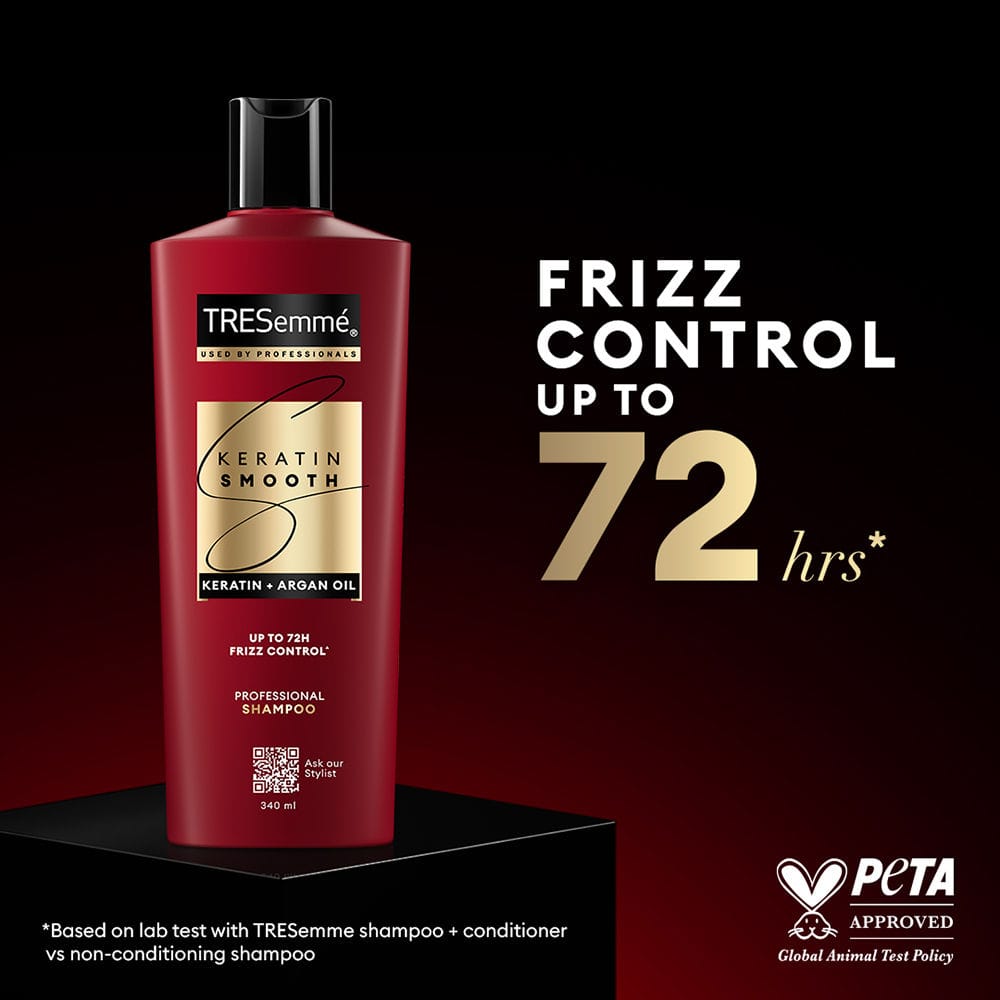 TRESemmé®
USED BY PROFESSIONALS
KERATIN
SMOOTH
KERATIN + ARGAN OIL
UP TO 72H
FRIZZ CONTROL^
PROFESSIONAL
SHAMPOO
Ask our
Stylist
340 ml
FRIZZ
CONTROL
UP TO
72 hrs*
*Based on lab test with TRESemme shampoo + conditioner
vs non-conditioning shampoo
PETA
APPROVED
Global Animal Test Policy